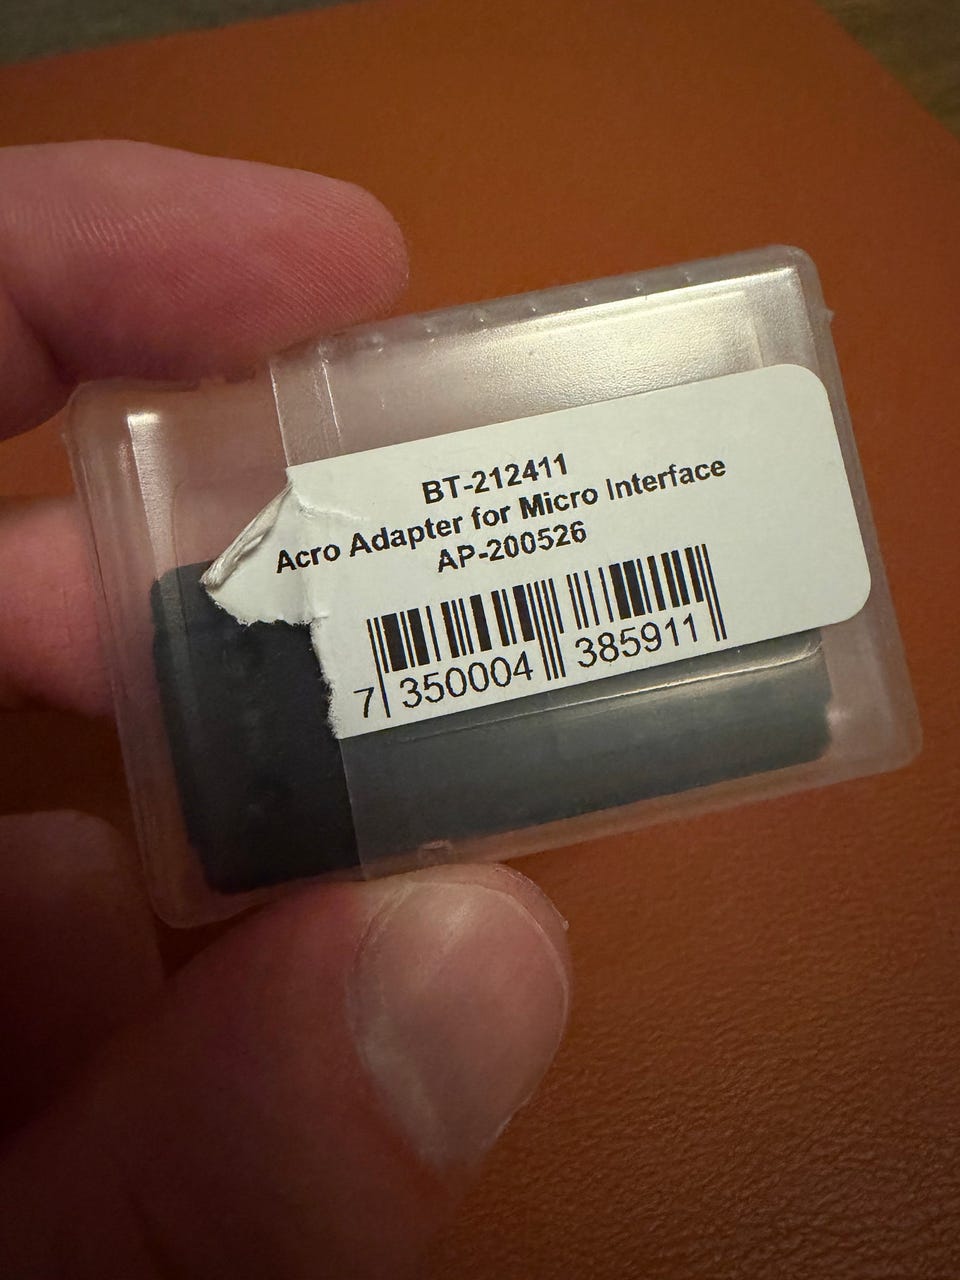 BT-212411
Acro Adapter for Micro Interface
AP-200526
7 350004 385911